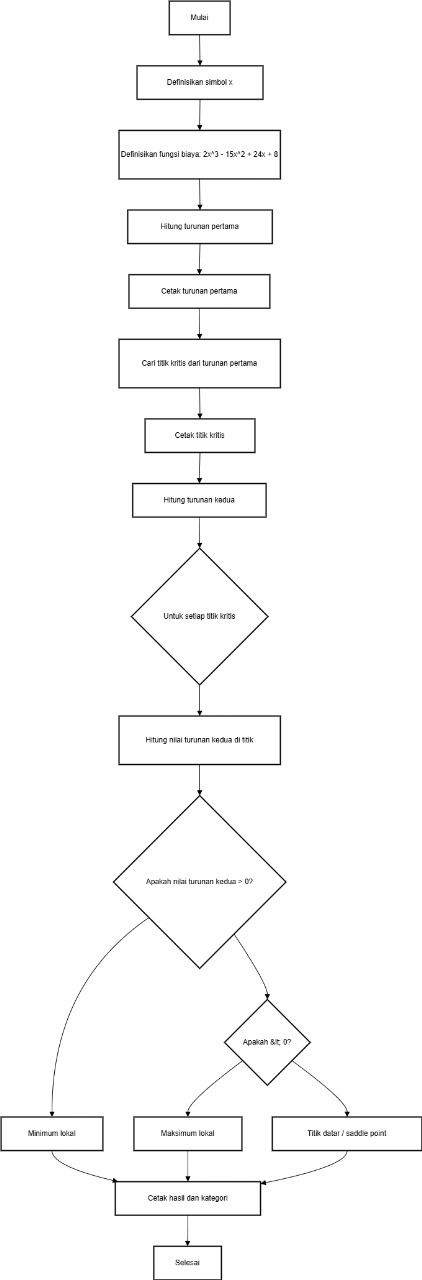 Mulai
Definisikan simbol x
Definisikan fungsi biaya: 2x^3 - 15x^2 + 24x + 8
Hitung turunan pertama
Cetak turunan pertama
Cari titik kritis dari turunan pertama
Cetak titik kritis
Hitung turunan kedua
Untuk setiap titik kritis
Hitung nilai turunan kedua di titik
Apakah nilai turunan kedua > 0?
Apakah &lt; 0?
Minimum lokal
Maksimum lokal
Titik datar / saddle point
Cetak hasil dan kategori
Selesai